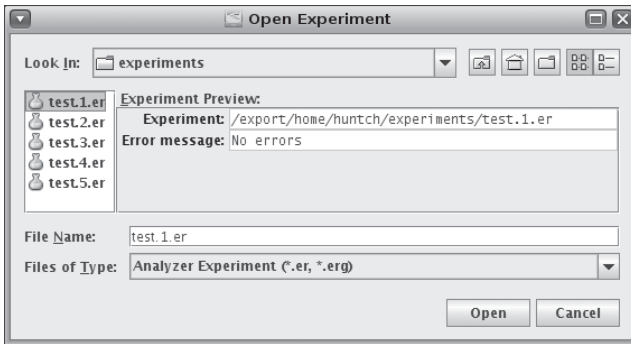 Open Experiment
Look In: experiments
test.1.er
test.2.er
test.3.er
test.4.er
test.5.er
Experiment Preview:
Experiment: /export/home/huntch/experiments/test.1.er
Error message: No errors
File Name: test.1.er
Files of Type: Analyzer Experiment (*.er, *.erg)
Open Cancel